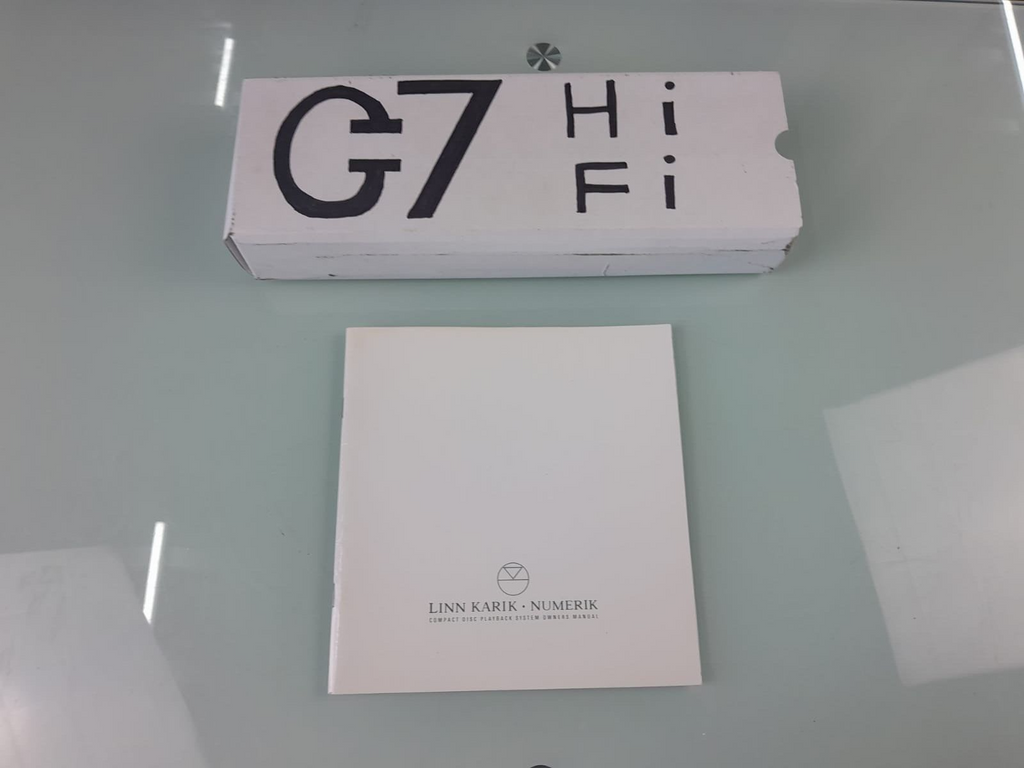 G7 Hi
Fi
LINN KARIK · NUMERIK
COMPACT DISC PLAYBACK SYSTEM OWNERS MANUAL